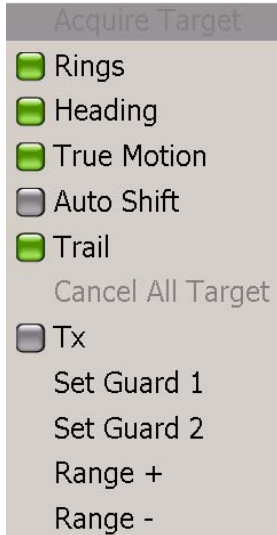 Acquire Target
Rings
Heading
True Motion
Auto Shift
Trail
Cancel All Target
Tx
Set Guard 1
Set Guard 2
Range +
Range -